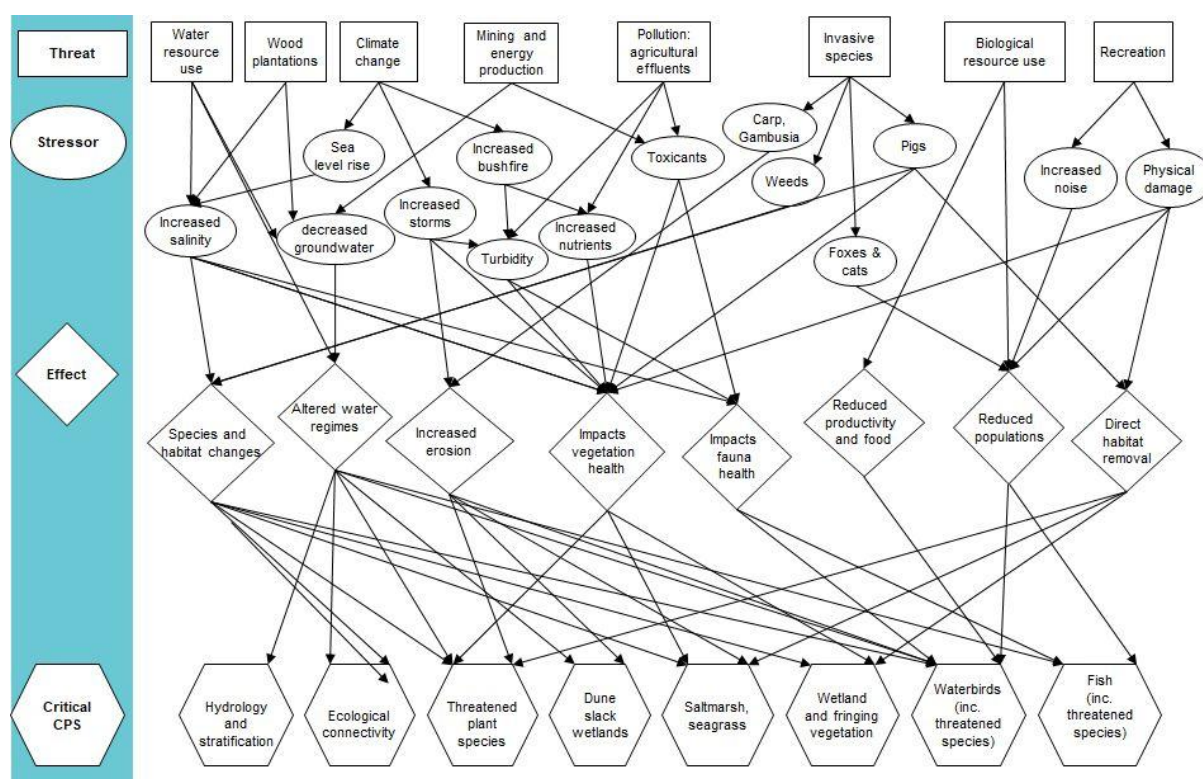 Threat
Water
resource
use
Wood
plantations
Climate
change
Mining and
energy
production
Pollution:
agricultural
effluents
Invasive
species
Biological
resource use
Recreation
Stressor
Sea
level rise
Increased
bushfire
Toxicants
Carp,
Gambusia
Weeds
Pigs
Increased
noise
Physical
damage
Increased
salinity
decreased
groundwater
Increased
storms
Turbidity
Increased
nutrients
Foxes &
cats
Effect
Species and
habitat changes
Altered water
regimes
Increased
erosion
Impacts
vegetation
health
Impacts
fauna
health
Reduced
productivity
and food
Reduced
populations
Direct
habitat
removal
Critical
CPS
Hydrology
and
stratification
Ecological
connectivity
Threatened
plant
species
Dune
slack
wetlands
Saltmarsh,
seagrass
Wetland
and fringing
vegetation
Waterbirds
(inc.
threatened
species)
Fish
(inc.
threatened
species)